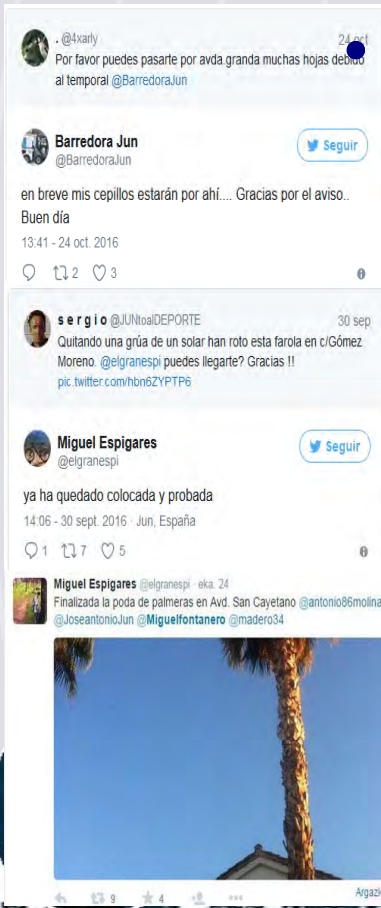 . @4xarly 24 oct
Por favor puedes pasarte por avda.granda muchas hojas debido
al temporal @BarredoraJun
Barredora Jun
@BarredoraJun
Seguir
en breve mis cepillos estarán por ahí.... Gracias por el aviso..
Buen día
13:41 - 24 oct. 2016
2 3
s e r g i o @JUNtoalDEPORTE 30 sep
Quitando una grúa de un solar han roto esta farola en c/Gómez
Moreno. @elgranespi puedes llegarte? Gracias !!
pic.twitter.com/hbn6ZYPTP6
Miguel Espigares
@elgranespi
Seguir
ya ha quedado colocada y probada
14:06 - 30 sept. 2016 · Jun, España
1 7 5
Miguel Espigares @elgranespi · eka. 24
Finalizada la poda de palmeras en Avd. San Cayetano @antonio86molina
@JoseantonioJun @Miguelfontanero @madero34
9 4